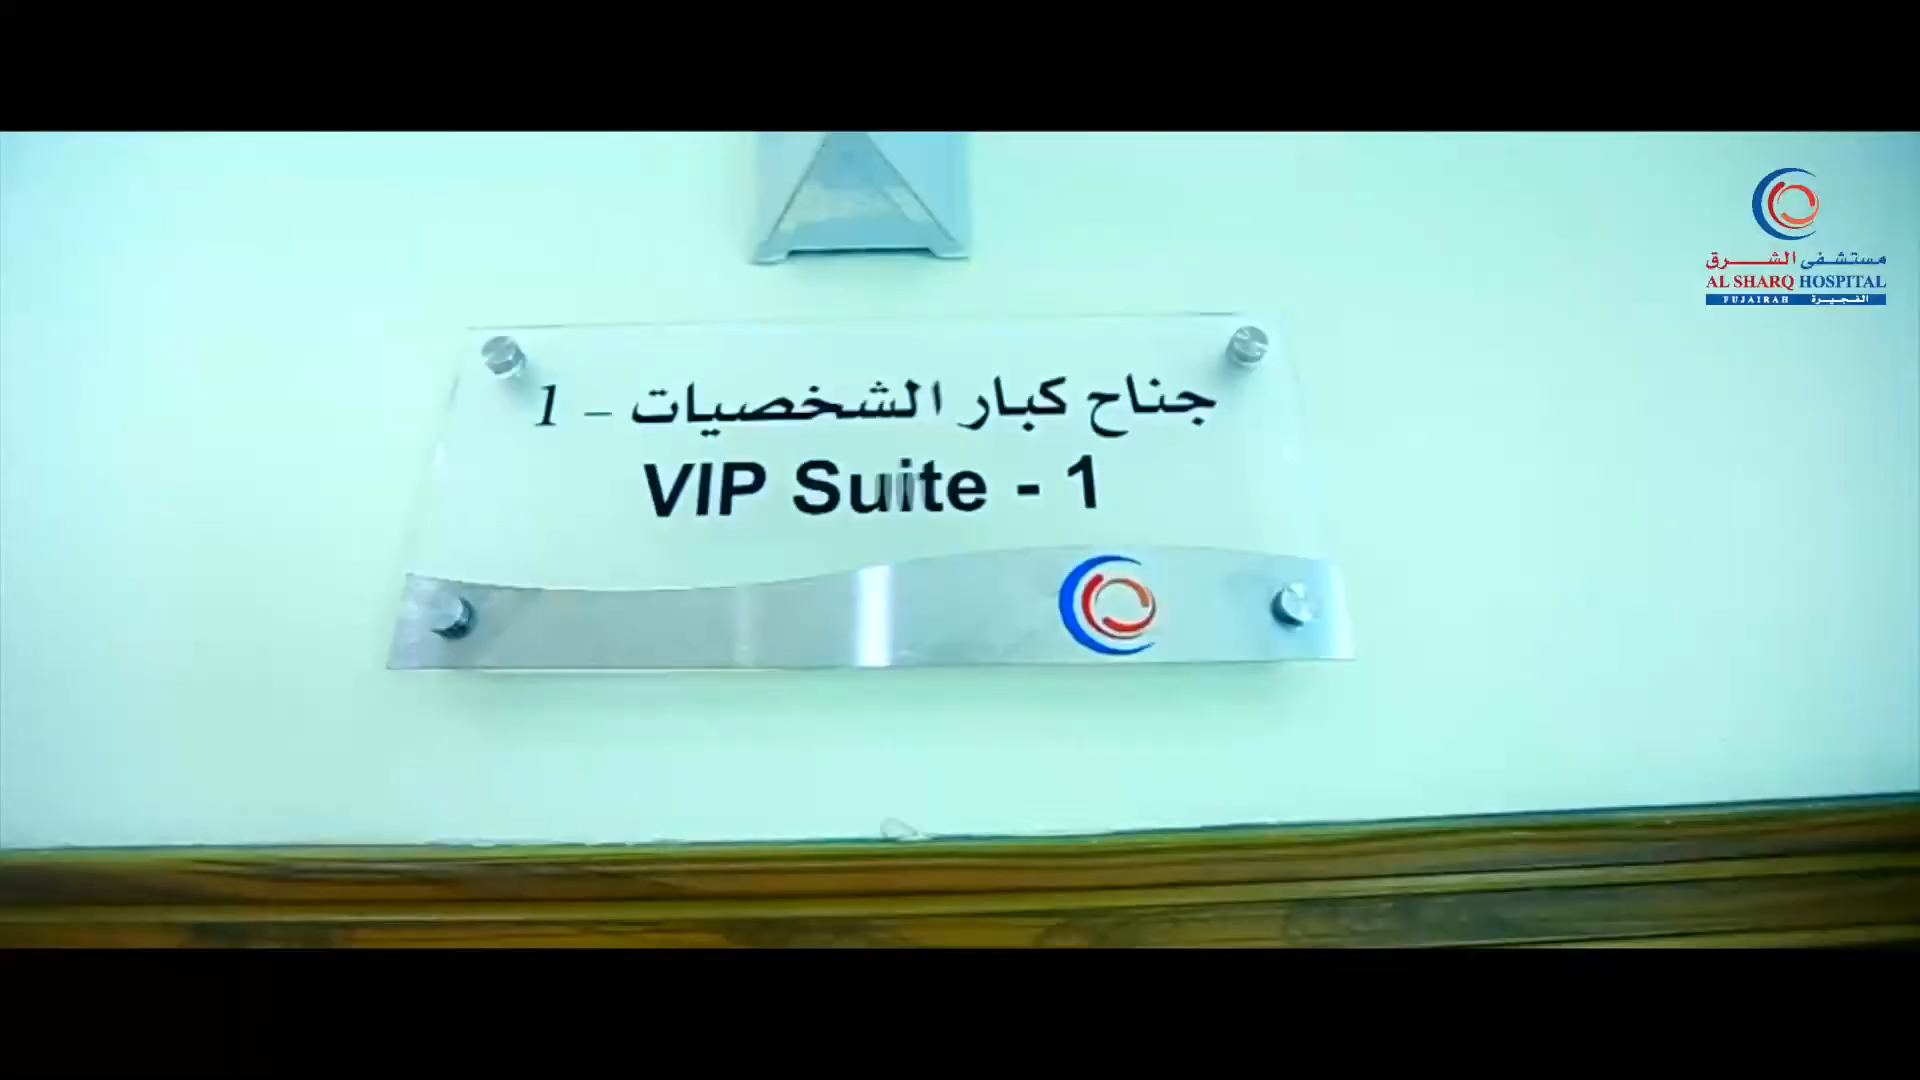 جناح كبار الشخصيات - 1
VIP Suite - 1
مستشفى الشرق
AL SHARQ HOSPITAL
FUJAIRAH الفجيرة